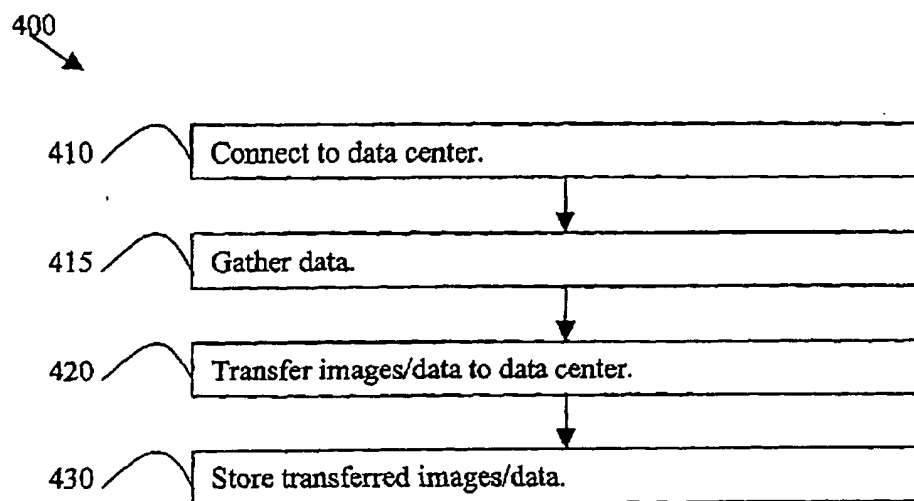 400
410 Connect to data center.
415 Gather data.
420 Transfer images/data to data center.
430 Store transferred images/data.